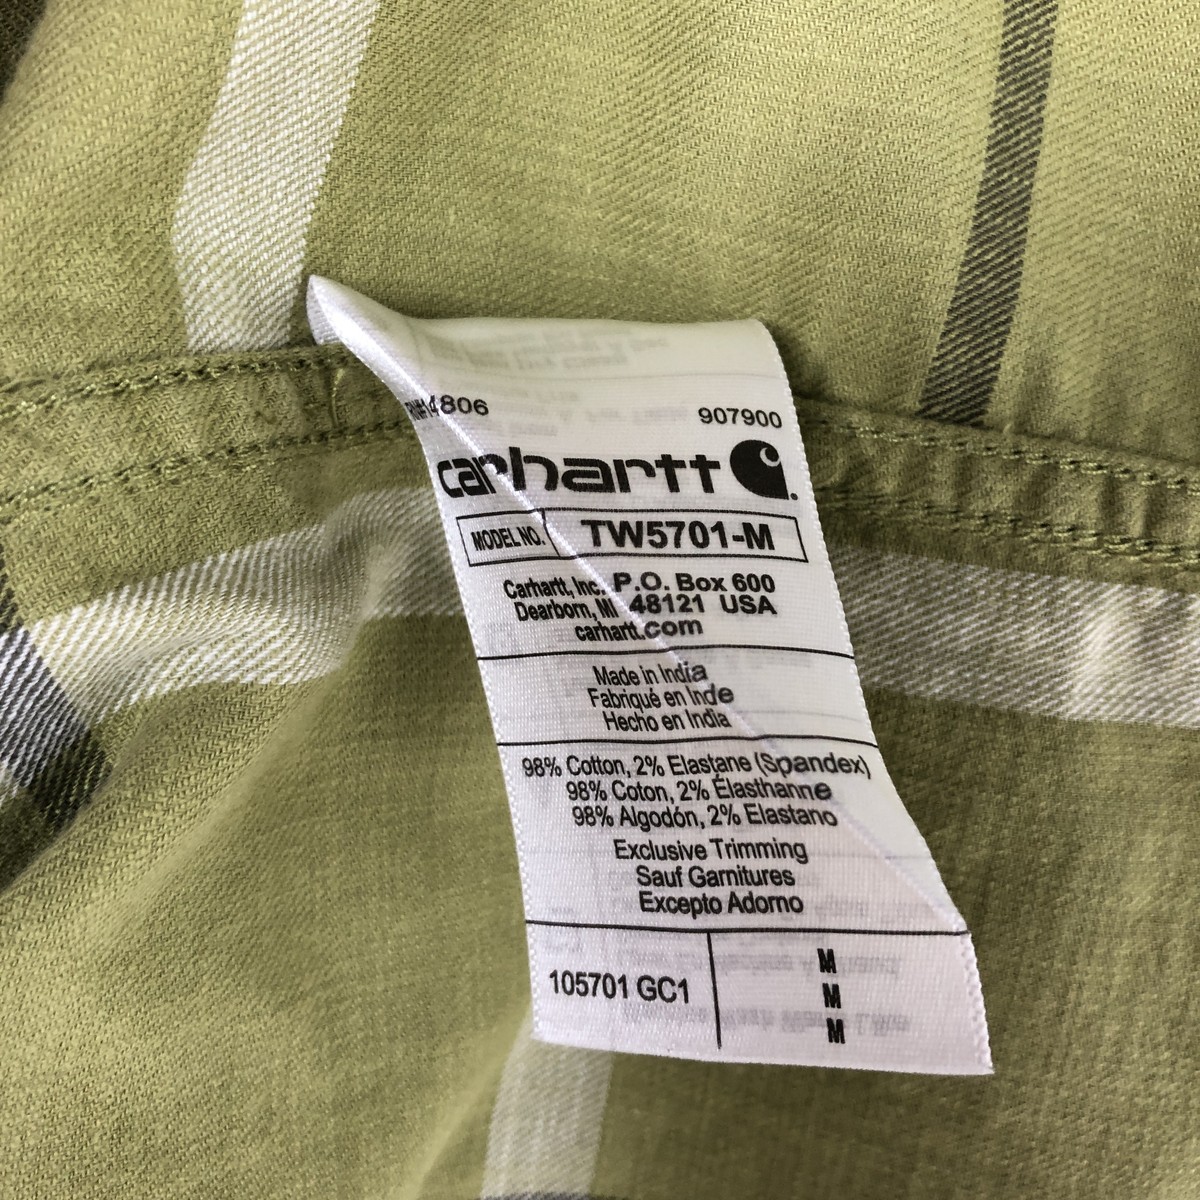 RN#14806 907900
carhartt
MODEL NO. TW5701-M
Carhartt, Inc. P.O. Box 600
Dearborn, MI 48121 USA
carhartt.com
Made in India
Fabriqué en Inde
Hecho en India
98% Cotton, 2% Elastane (Spandex)
98% Coton, 2% Élasthanne
98% Algodón, 2% Elastano
Exclusive Trimming
Sauf Garnitures
Excepto Adorno
105701 GC1 M
M
M